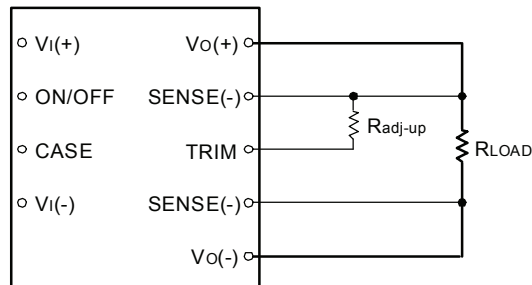 VI(+) VO(+)
ON/OFF SENSE(-)
Radj-up
CASE TRIM RLOAD
VI(-) SENSE(-)
VO(-)